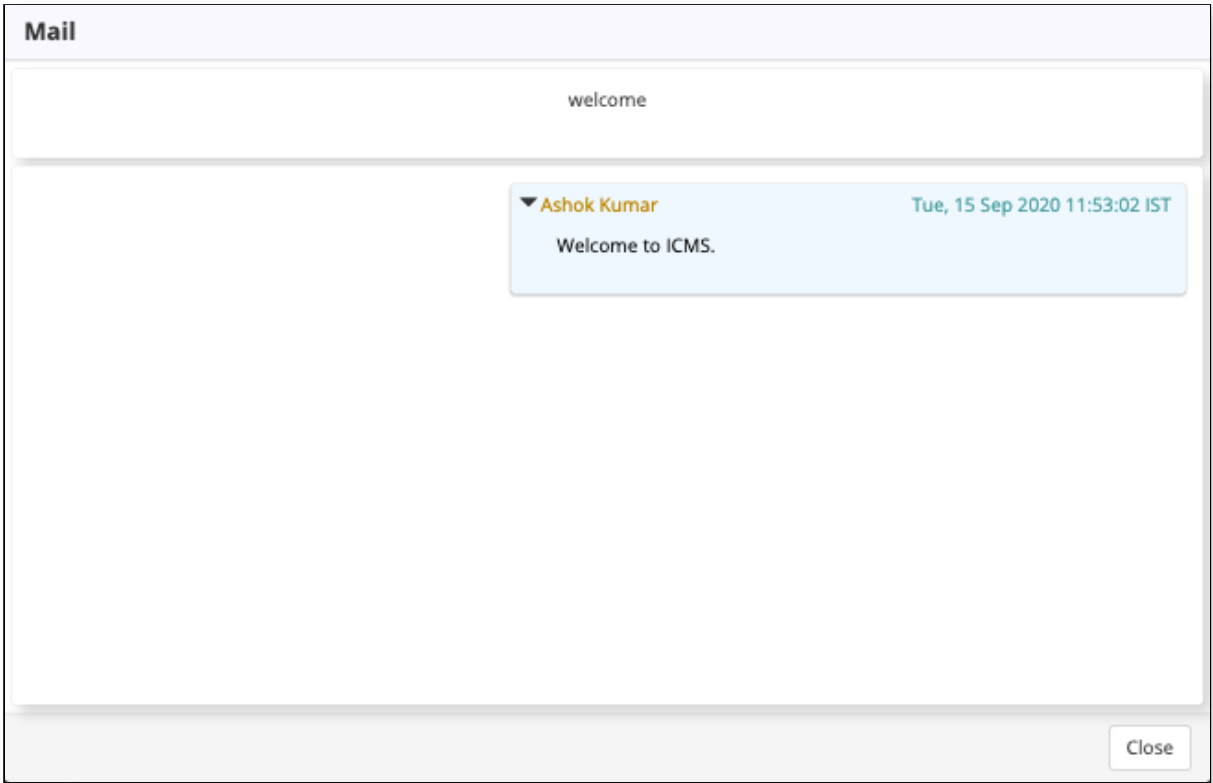 Mail
welcome
Ashok Kumar Tue, 15 Sep 2020 11:53:02 IST
Welcome to ICMS.
Close